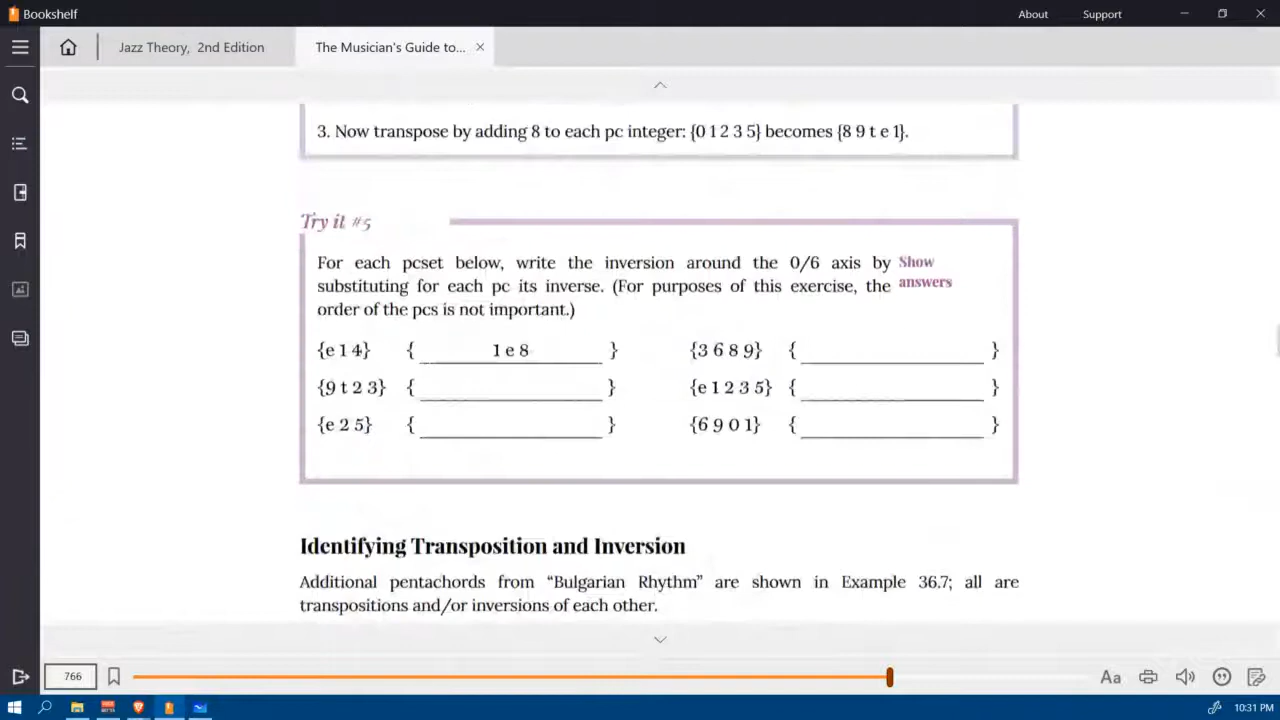 Bookshelf
About Support
Jazz Theory, 2nd Edition The Musician's Guide to...
3. Now transpose by adding 8 to each pc integer: {0 1 2 3 5} becomes {8 9 t e 1}.
Try it #5
For each pcset below, write the inversion around the 0/6 axis by
substituting for each pc its inverse. (For purposes of this exercise, the
order of the pcs is not important.)
Show
answers
{e 1 4} { 1 e 8 } {3 6 8 9} { }
{9 t 2 3} { } {e 1 2 3 5} { }
{e 2 5} { } {6 9 0 1} { }
Identifying Transposition and Inversion
Additional pentachords from “Bulgarian Rhythm” are shown in Example 36.7; all are
transpositions and/or inversions of each other.
766
Aa
10:31 PM